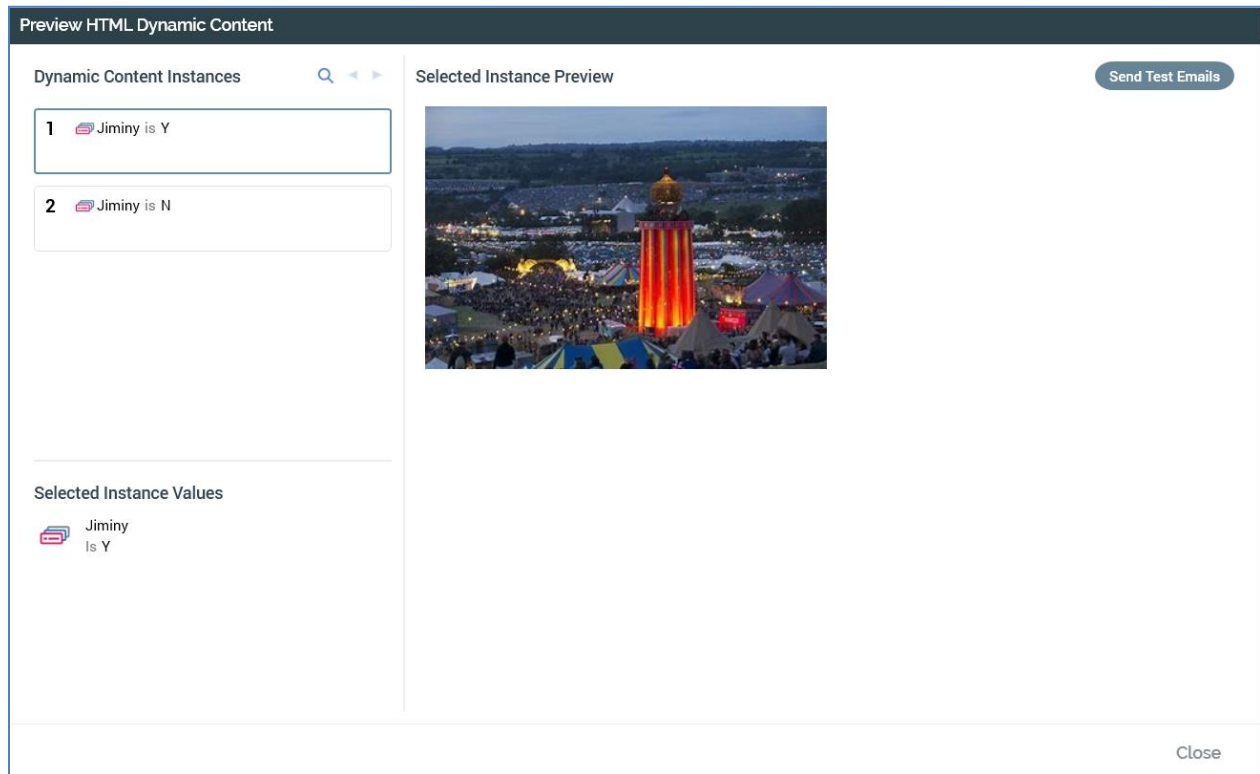 Preview HTML Dynamic Content
Dynamic Content Instances
1 Jiminy is Y
2 Jiminy is N
Selected Instance Values
Jiminy
Is Y
Selected Instance Preview
Send Test Emails
Close